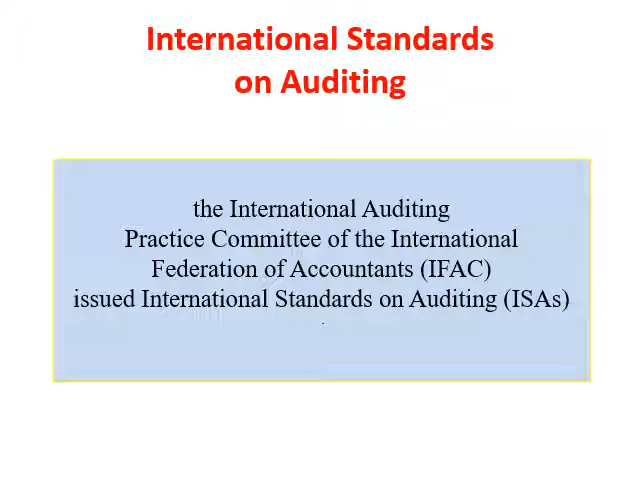 International Standards
on Auditing
the International Auditing
Practice Committee of the International
Federation of Accountants (IFAC)
issued International Standards on Auditing (ISAs)
.